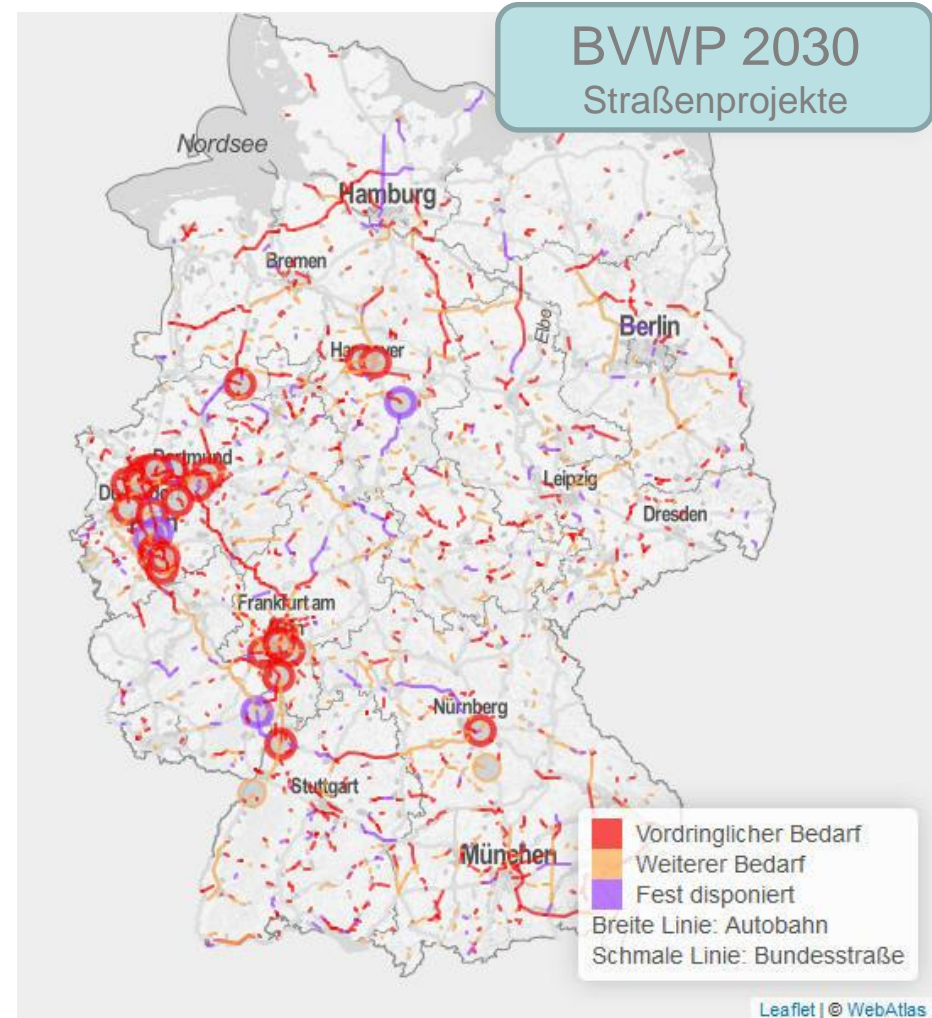 BVWP 2030
Straßenprojekte
Nordsee
Hamburg
Bremen
Berlin
Elbe
Leipzig
Dresden
Frankfurt am
Nürnberg
Stuttgart
München
Vordringlicher Bedarf
Weiterer Bedarf
Fest disponiert
Breite Linie: Autobahn
Schmale Linie: Bundesstraße
Leaflet | © WebAtlas